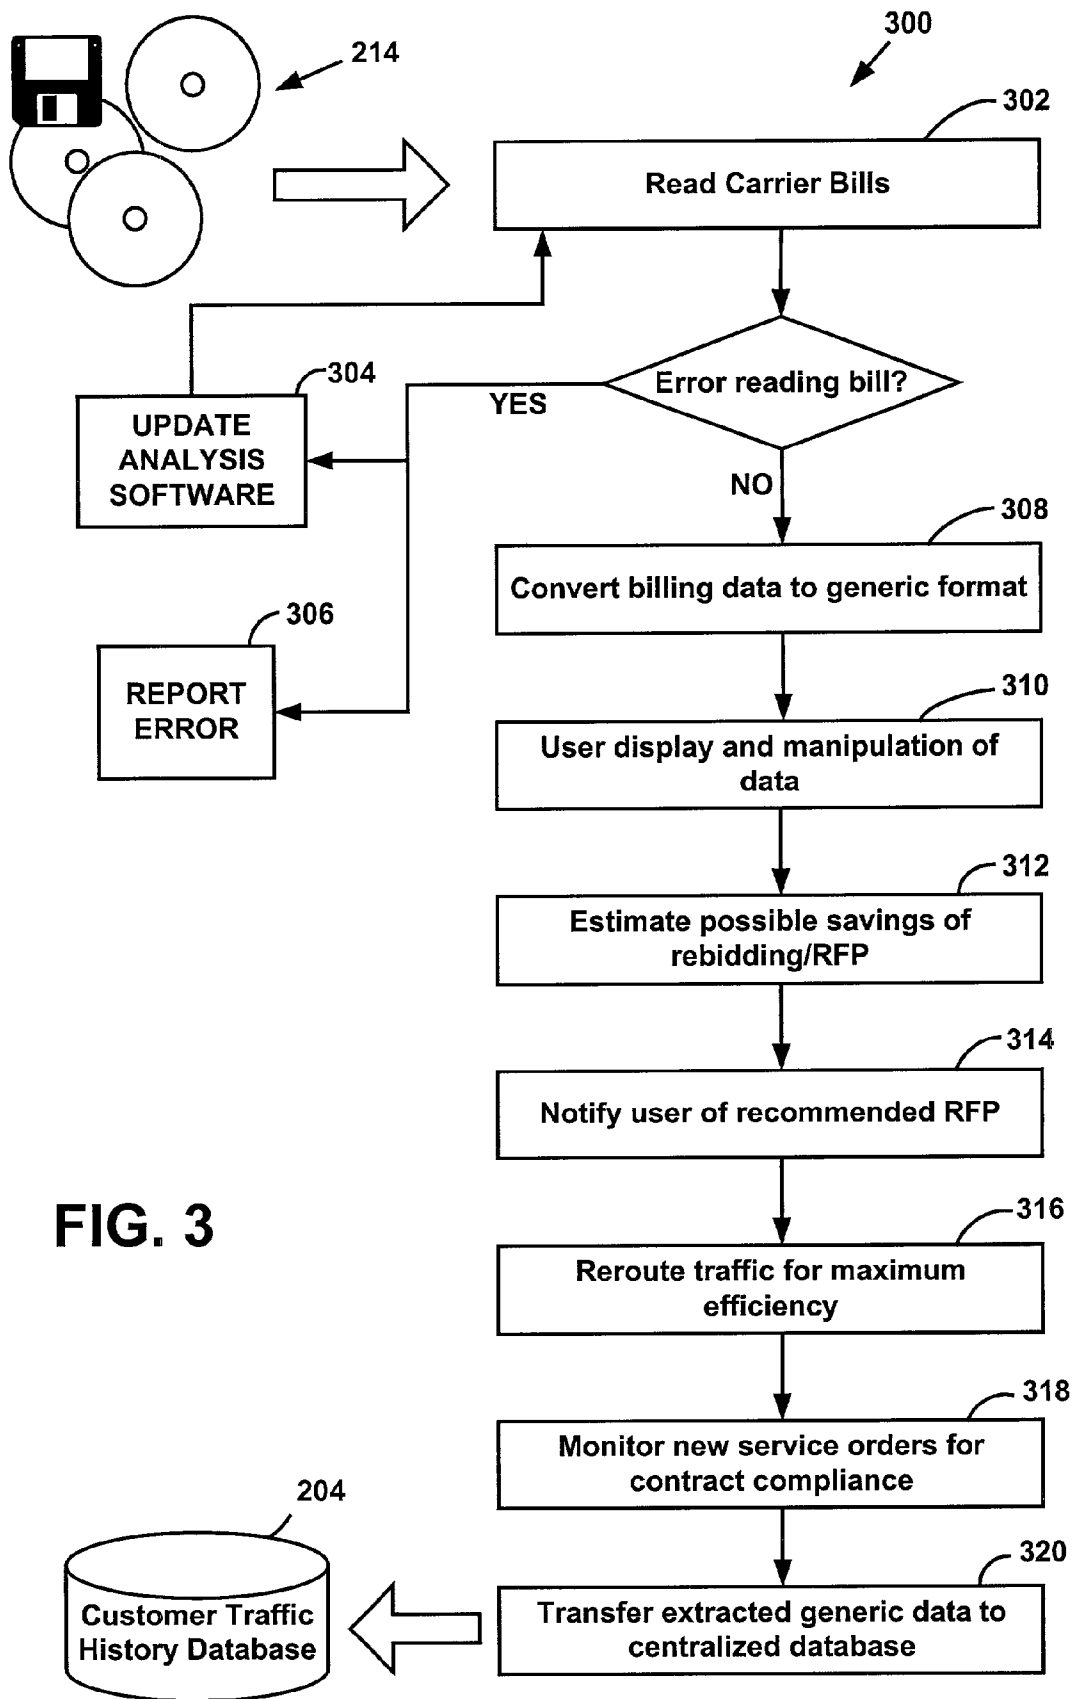 300
214
302
Read Carrier Bills
Error reading bill?
YES
304
UPDATE
ANALYSIS
SOFTWARE
NO
308
Convert billing data to generic format
306
REPORT
ERROR
310
User display and manipulation of
data
312
Estimate possible savings of
rebidding/RFP
314
Notify user of recommended RFP
FIG. 3
316
Reroute traffic for maximum
efficiency
318
Monitor new service orders for
contract compliance
204
Customer Traffic
History Database
320
Transfer extracted generic data to
centralized database